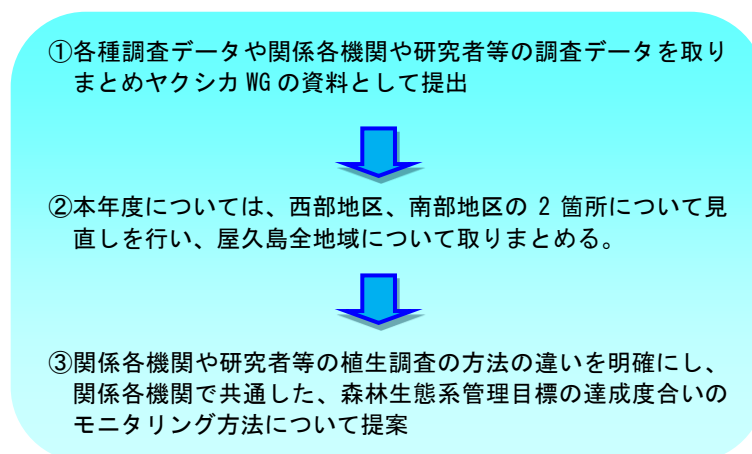 ①各種調査データや関係各機関や研究者等の調査データを取り
まとめヤクシカ WG の資料として提出
②本年度については、西部地区、南部地区の 2 箇所について見
直しを行い、屋久島全地域について取りまとめる。
③関係各機関や研究者等の植生調査の方法の違いを明確にし、
関係各機関で共通した、森林生態系管理目標の達成度合いの
モニタリング方法について提案